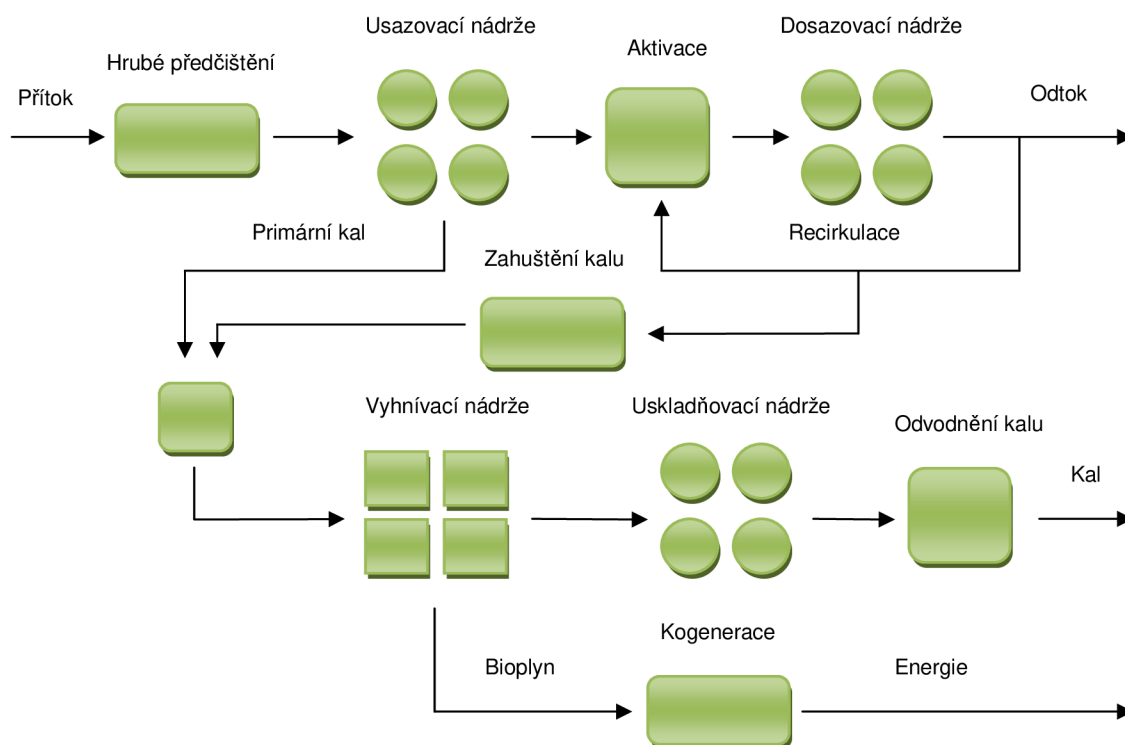 Usazovací nádrže
Dosazovací nádrže
Aktivace
Hrubé předčištění
Přítok
Odtok
Primární kal
Recirkulace
Zahuštění kalu
Vyhnívací nádrže
Uskladňovací nádrže
Odvodnění kalu
Kal
Kogenerace
Bioplyn
Energie